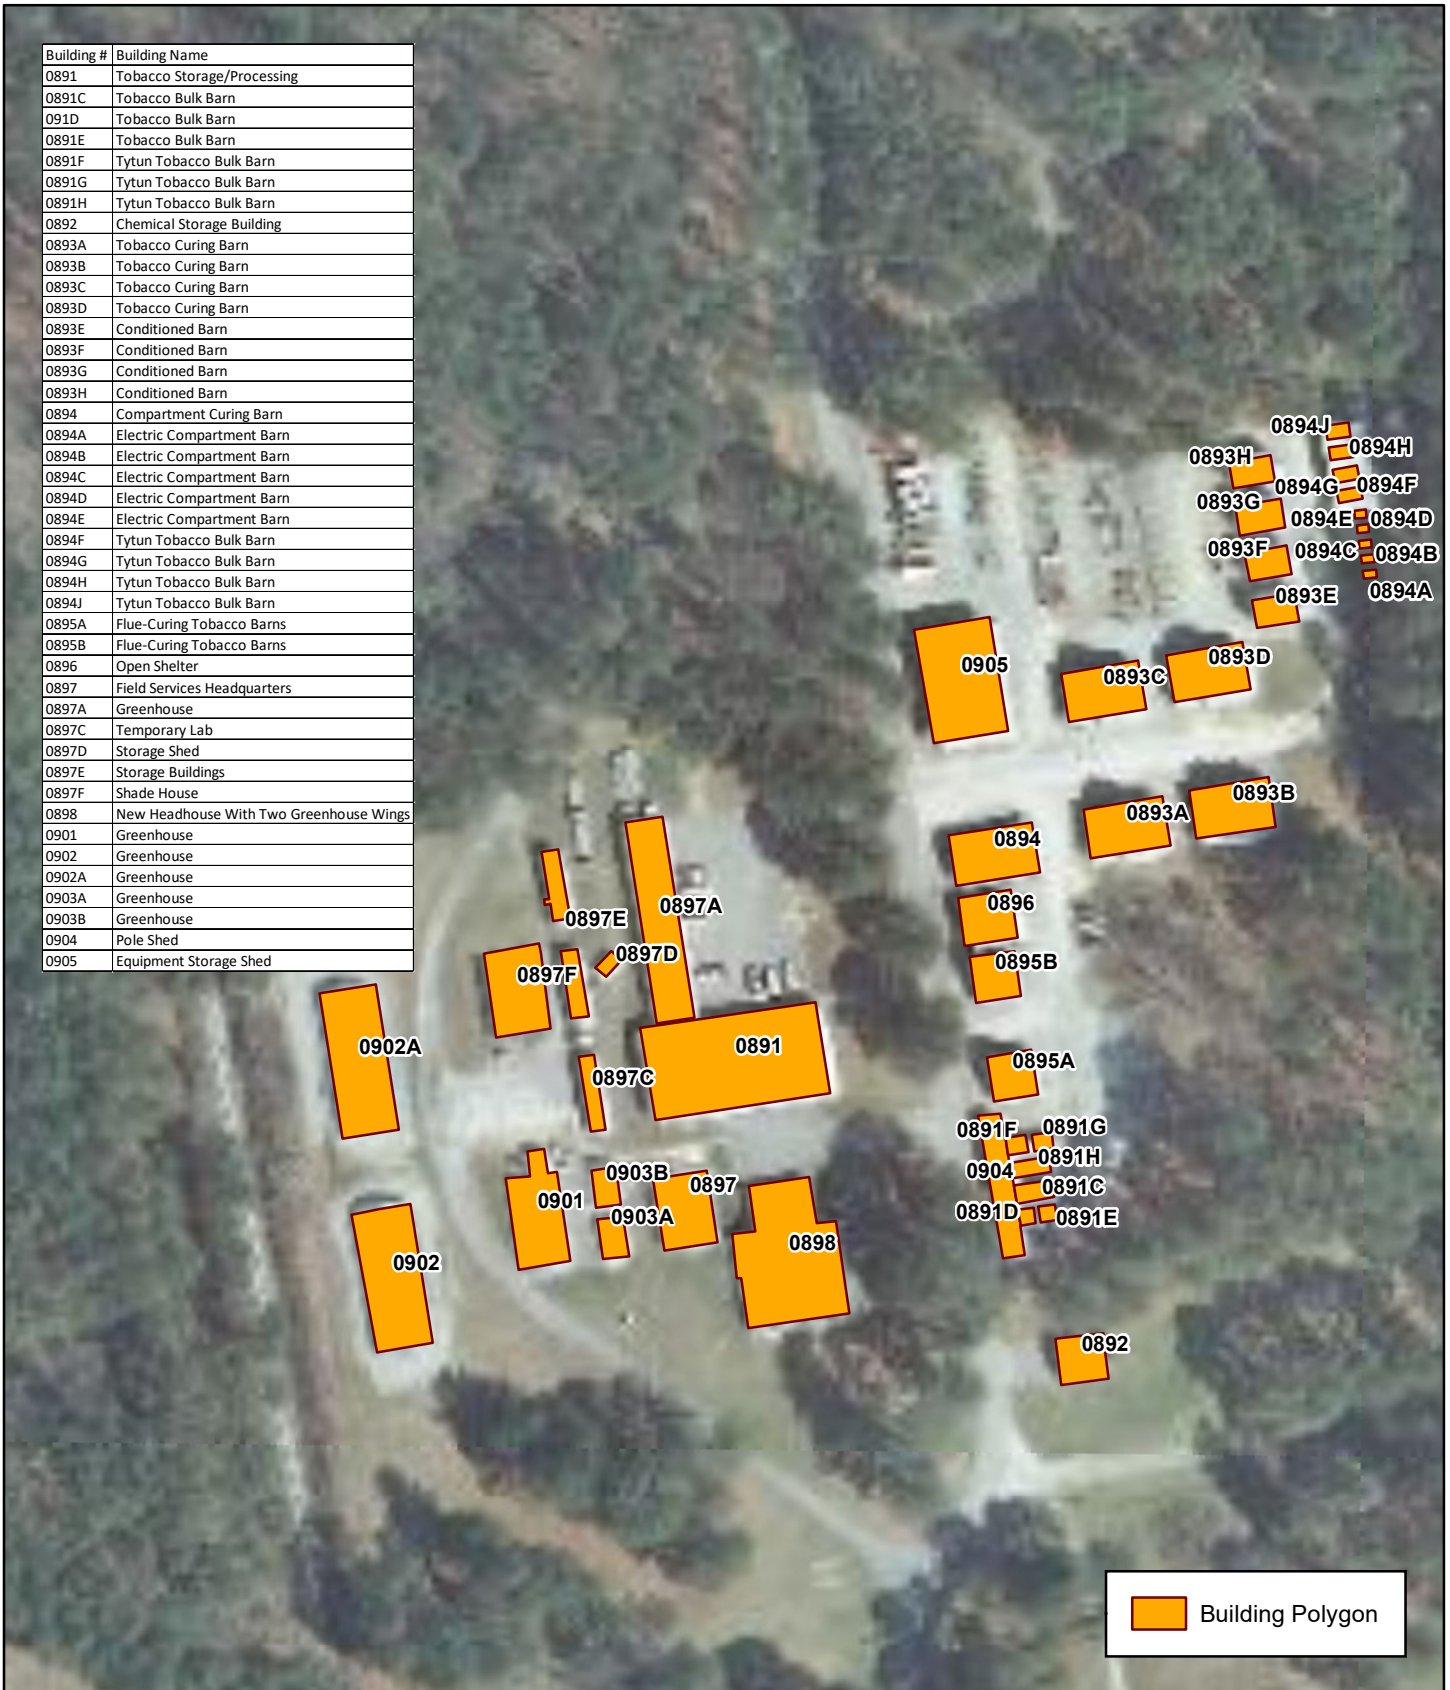 Building # Building Name
0891 Tobacco Storage/Processing
0891C Tobacco Bulk Barn
091D Tobacco Bulk Barn
0891E Tobacco Bulk Barn
0891F Tytun Tobacco Bulk Barn
0891G Tytun Tobacco Bulk Barn
0891H Tytun Tobacco Bulk Barn
0892 Chemical Storage Building
0893A Tobacco Curing Barn
0893B Tobacco Curing Barn
0893C Tobacco Curing Barn
0893D Tobacco Curing Barn
0893E Conditioned Barn
0893F Conditioned Barn
0893G Conditioned Barn
0893H Conditioned Barn
0894 Compartment Curing Barn
0894A Electric Compartment Barn
0894B Electric Compartment Barn
0894C Electric Compartment Barn
0894D Electric Compartment Barn
0894E Electric Compartment Barn
0894F Tytun Tobacco Bulk Barn
0894G Tytun Tobacco Bulk Barn
0894H Tytun Tobacco Bulk Barn
0894J Tytun Tobacco Bulk Barn
0895A Flue-Curing Tobacco Barns
0895B Flue-Curing Tobacco Barns
0896 Open Shelter
0897 Field Services Headquarters
0897A Greenhouse
0897C Temporary Lab
0897D Storage Shed
0897E Storage Buildings
0897F Shade House
0898 New Headhouse With Two Greenhouse Wings
0901 Greenhouse
0902 Greenhouse
0902A Greenhouse
0903A Greenhouse
0903B Greenhouse
0904 Pole Shed
0905 Equipment Storage Shed
0894J
0894H
0893H
0894G
0894F
0893G
0894E
0894D
0893F
0894C
0894B
0894A
0893E
0905
0893C
0893D
0893B
0893A
0894
0896
0895B
0897A
0897E
0897D
0897F
0891
0902A
0897C
0895A
0891F
0891G
0891H
0904
0891C
0891D
0891E
0903B
0897
0901
0903A
0898
0902
0892
Building Polygon